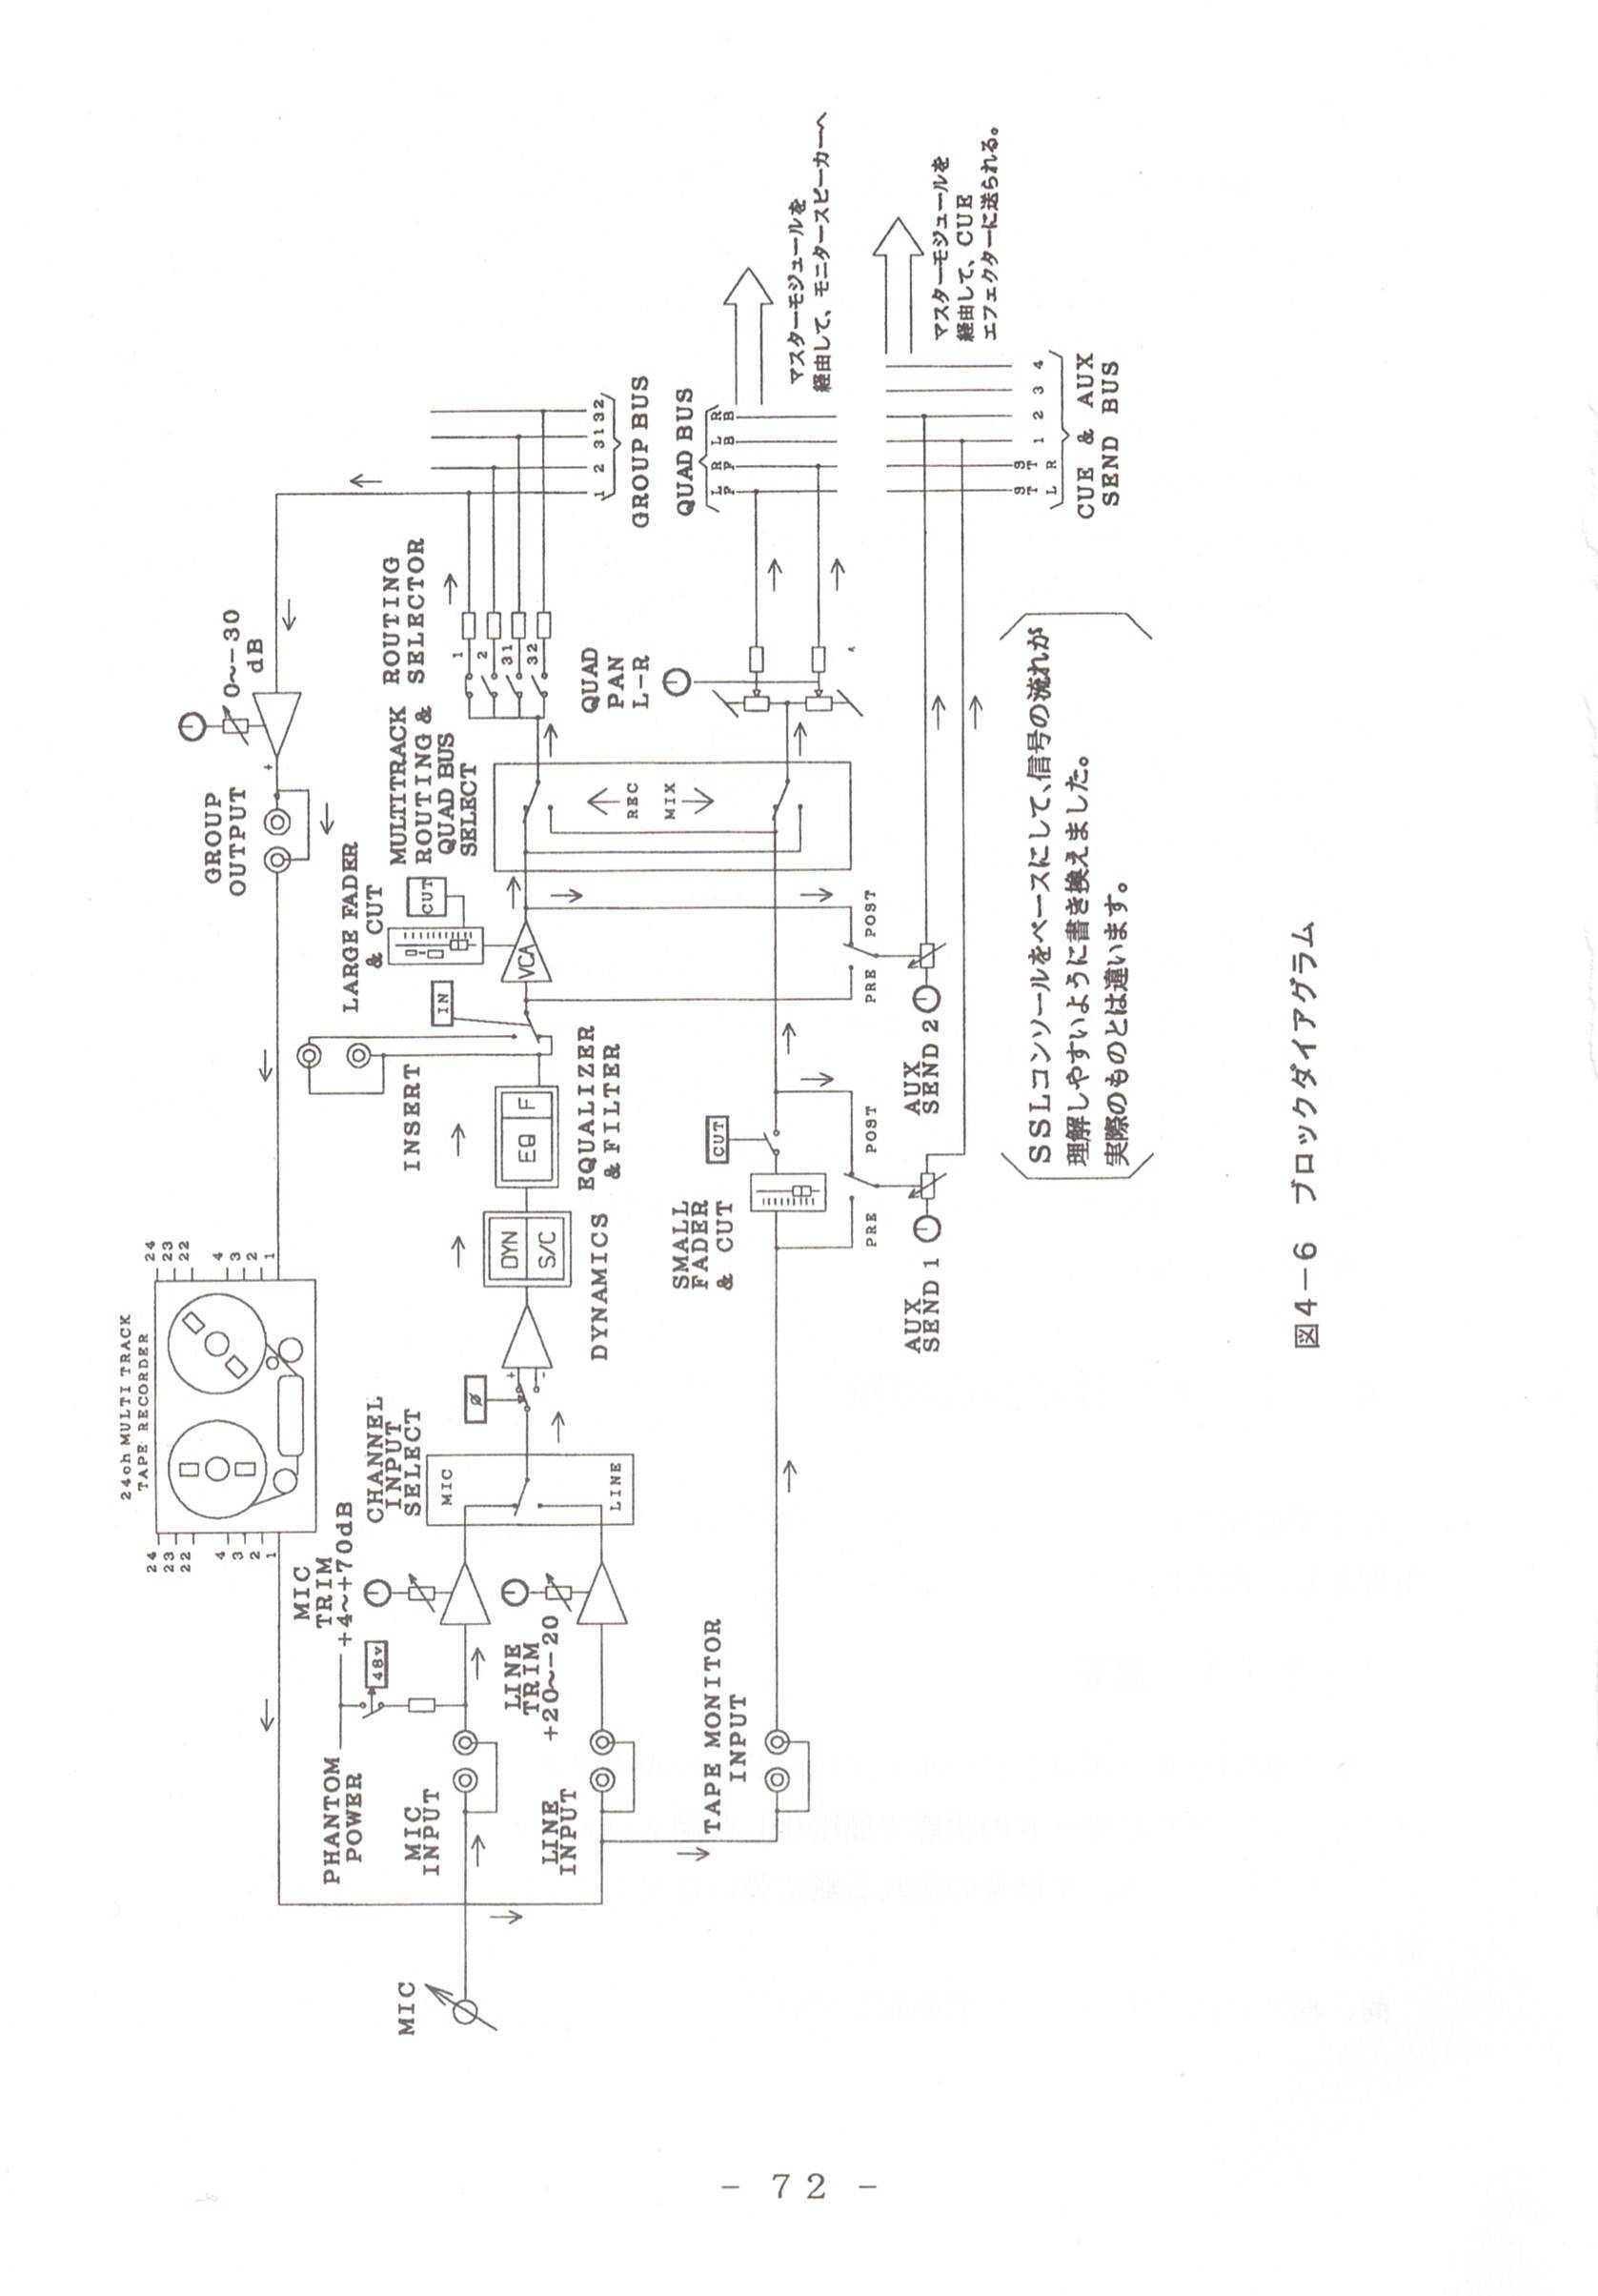 24ch MULTI TRACK
TAPE RECORDER
24
23
22
4
3
2
1
24
23
22
4
3
2
1
GROUP
OUTPUT
0〜−30
dB
MIC
TRIM
+4〜+70dB
PHANTOM
POWER
48v
MIC
MIC
INPUT
LINE
TRIM
+20〜−20
LINE
INPUT
CHANNEL
INPUT
SELECT
MIC
LINE
ø
+
-
DYN
S/C
DYNAMICS
EQ
F
EQUALIZER
& FILTER
INSERT
IN
LARGE FADER
& CUT
CUT
VCA
MULTITRACK
ROUTING &
QUAD BUS
SELECT
REC
MIX
ROUTING
SELECTOR
1
2
31
32
1 2 31 32
GROUP BUS
QUAD
PAN
L−R
QUAD BUS
L R L R
F F B B
マスターモジュールを
経由して、モニタースピーカーへ
TAPE MONITOR
INPUT
SMALL
FADER
& CUT
CUT
PRE
POST
PRE
POST
AUX
SEND 1
AUX
SEND 2
ST ST
L R 1 2 3 4
CUE & AUX
SEND BUS
マスターモジュールを
経由して、CUE
エフェクターに送られる。
SSLコンソールをベースにして、信号の流れが
理解しやすいように書き換えました。
実際のものとは違います。
図4−6 ブロックダイアグラム
− 72 −